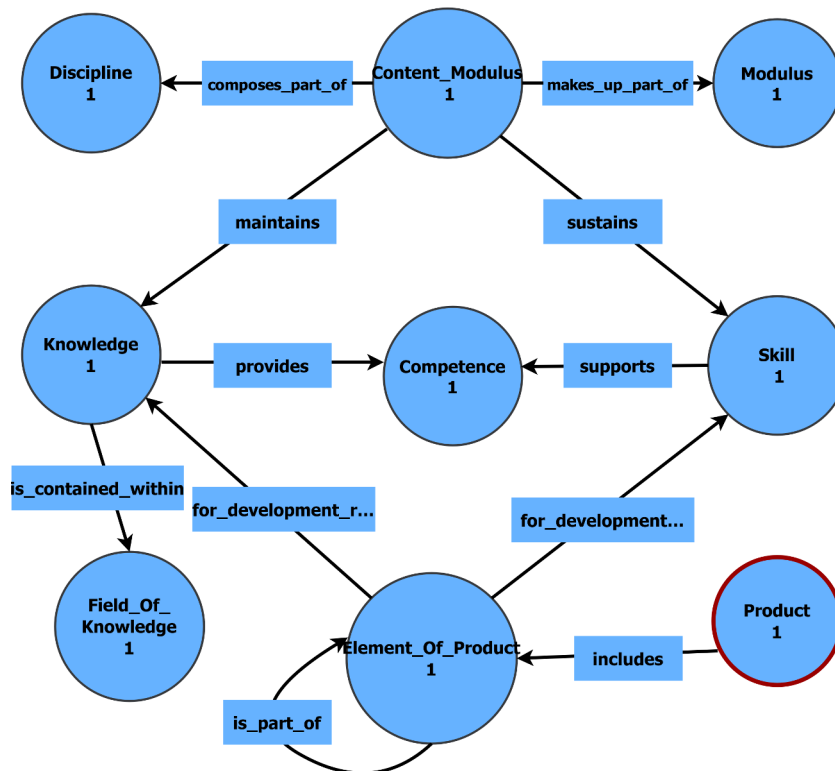 Discipline
1
composes_part_of
Content_Modulus
1
makes_up_part_of
Modulus
1
maintains
sustains
Knowledge
1
provides
Competence
1
supports
Skill
1
is_contained_within
for_development_r...
for_development...
Field_Of_
Knowledge
1
Element_Of_Product
1
includes
Product
1
is_part_of